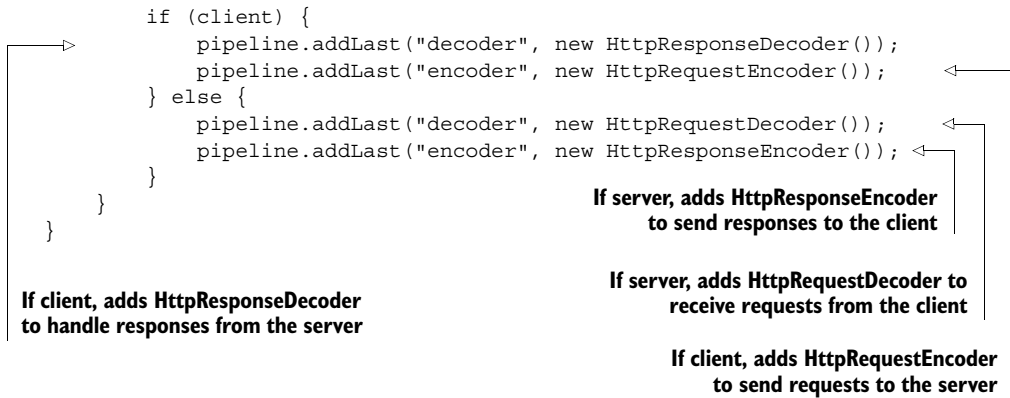 if (client) {
pipeline.addLast("decoder", new HttpResponseDecoder());
pipeline.addLast("encoder", new HttpRequestEncoder());
} else {
pipeline.addLast("decoder", new HttpRequestDecoder());
pipeline.addLast("encoder", new HttpResponseEncoder());
}
}
}
If server, adds HttpResponseEncoder
to send responses to the client
If server, adds HttpRequestDecoder to
receive requests from the client
If client, adds HttpResponseDecoder
to handle responses from the server
If client, adds HttpRequestEncoder
to send requests to the server